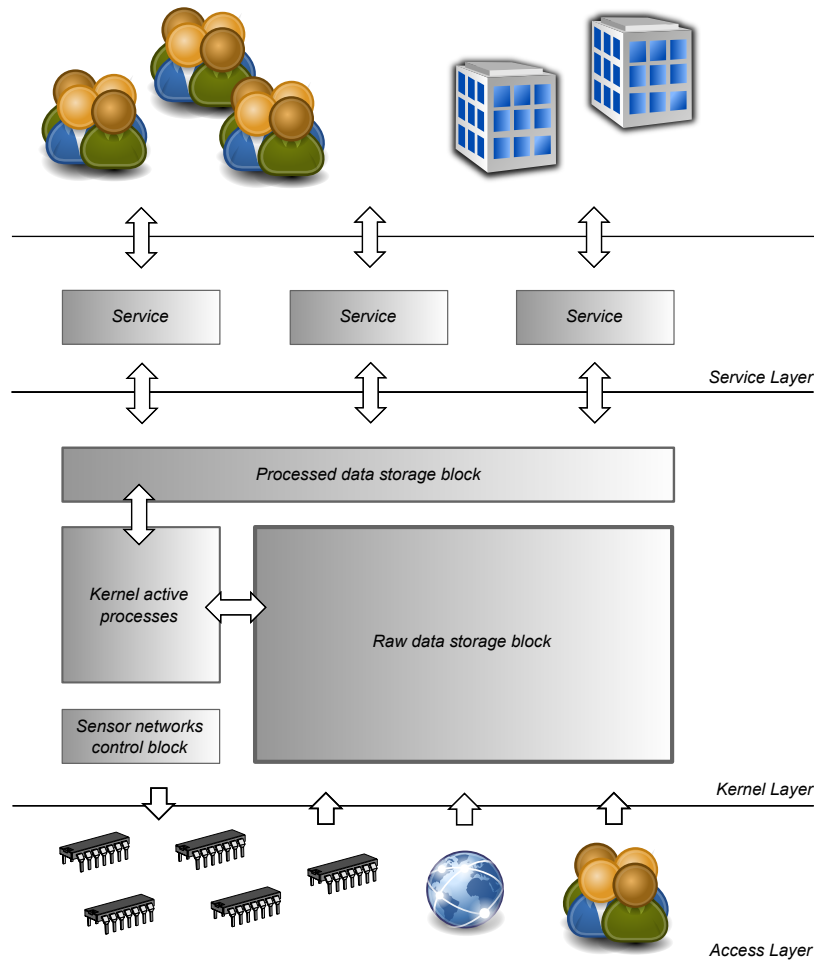 Service
Service
Service
Service Layer
Processed data storage block
Kernel active
processes
Raw data storage block
Sensor networks
control block
Kernel Layer
Access Layer